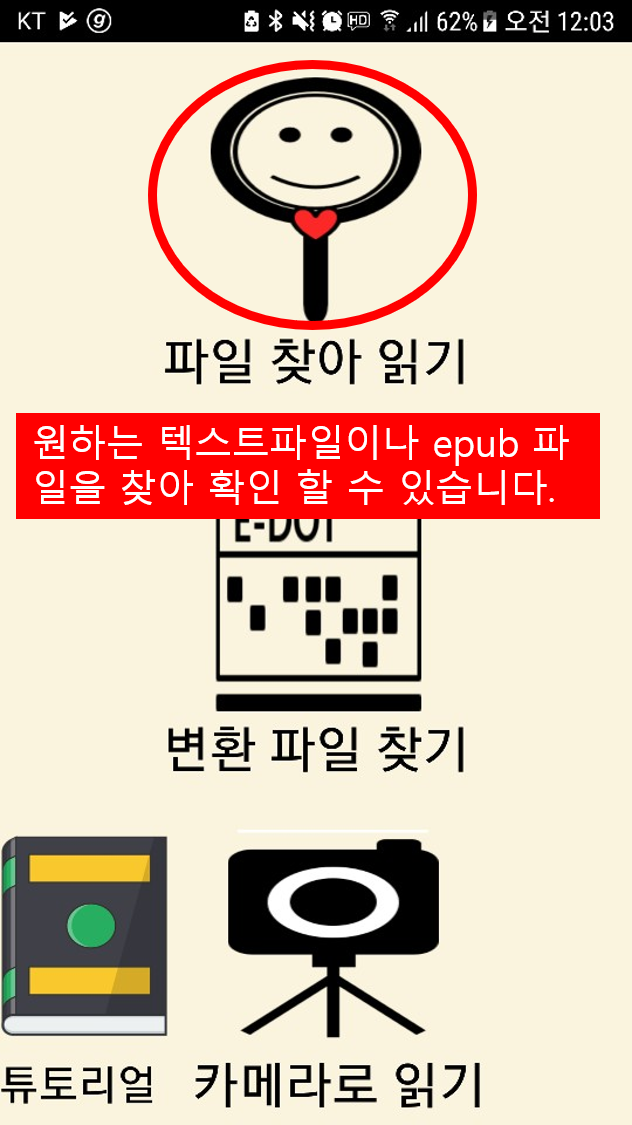 KT g HD 62% 오전 12:03
파일 찾아 읽기
원하는 텍스트파일이나 epub 파
일을 찾아 확인 할 수 있습니다.
E-DOT
변환 파일 찾기
튜토리얼 카메라로 읽기